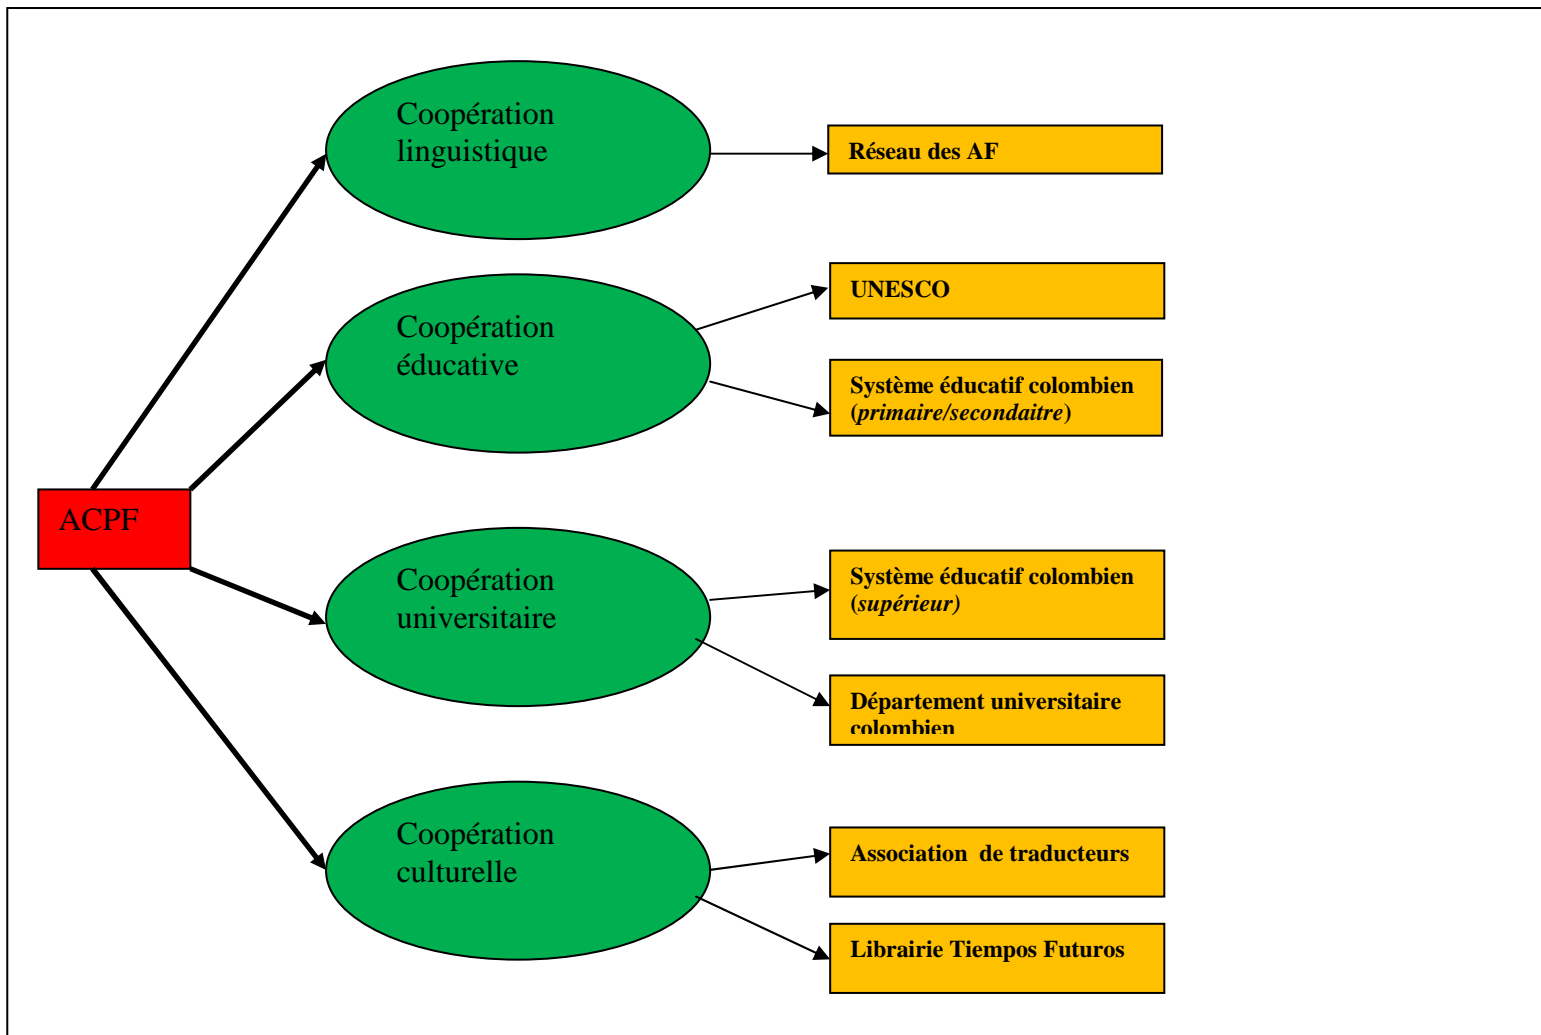 Coopération
linguistique
Réseau des AF
Coopération
éducative
UNESCO
Système éducatif colombien
(primaire/secondaitre)
ACPF
Coopération
universitaire
Système éducatif colombien
(supérieur)
Département universitaire
colombien
Coopération
culturelle
Association  de traducteurs
Librairie Tiempos Futuros